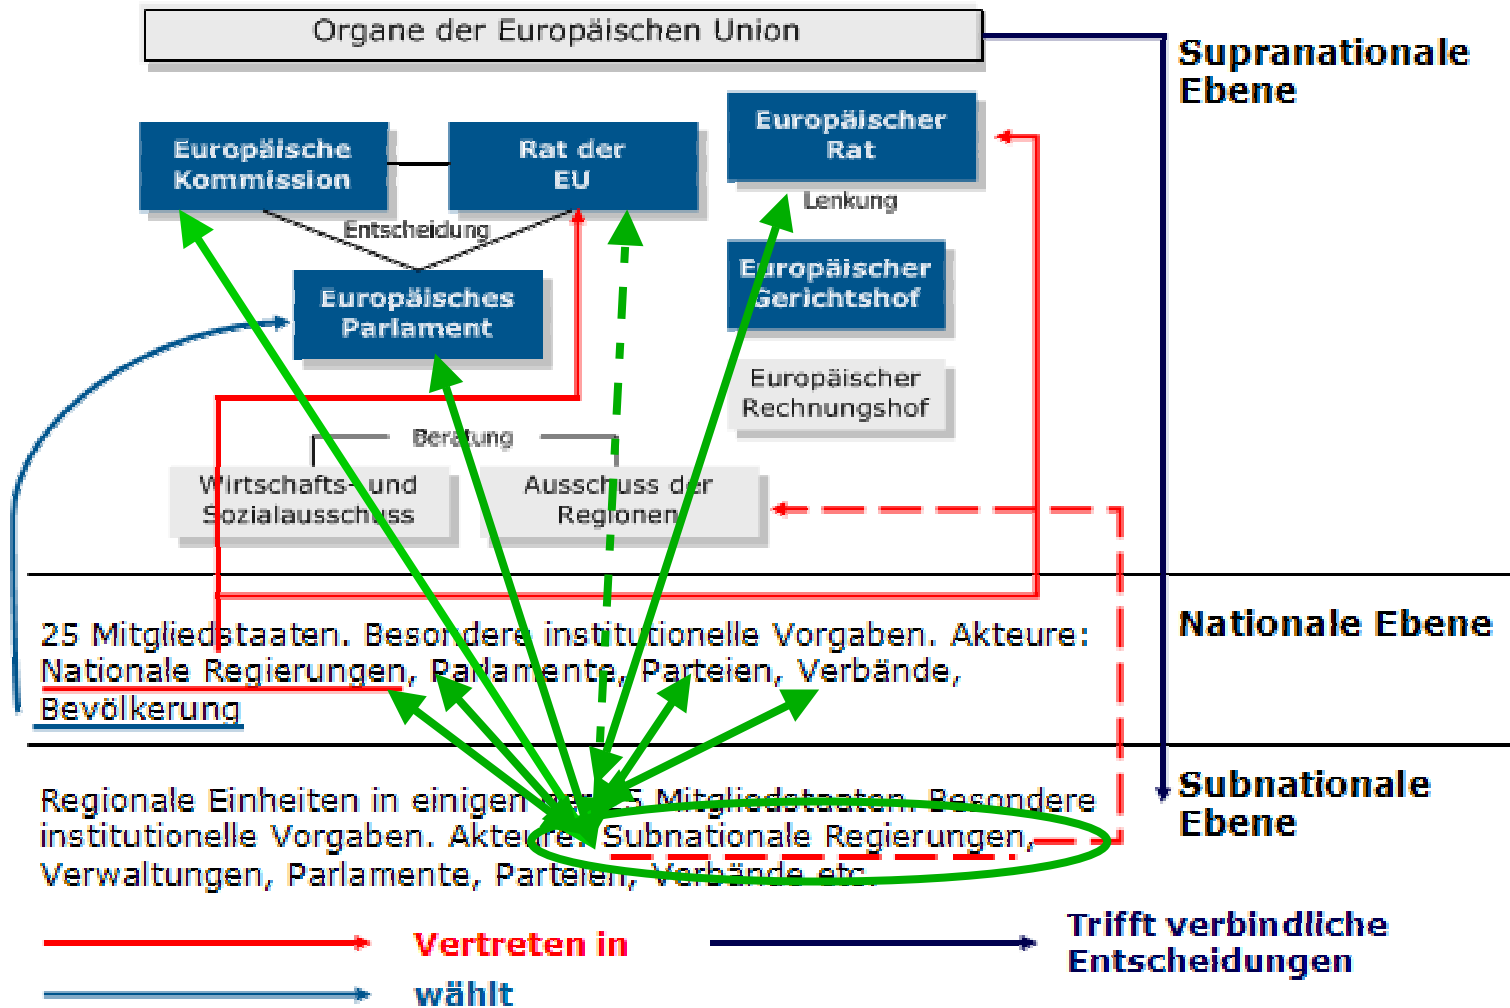 Organe der Europäischen Union
Supranationale
Ebene
Europäische
Kommission
Rat der
EU
Europäischer
Rat
Lenkung
Entscheidung
Europäisches
Parlament
Europäischer
Gerichtshof
Europäischer
Rechnungshof
Beratung
Wirtschafts- und
Sozialausschuss
Ausschuss der
Regionen
25 Mitgliedstaaten. Besondere institutionelle Vorgaben. Akteure:
Nationale Regierungen, Parlamente, Parteien, Verbände,
Bevölkerung
Nationale Ebene
Regionale Einheiten in einigen der 25 Mitgliedstaaten. Besondere
institutionelle Vorgaben. Akteure: Subnationale Regierungen,
Verwaltungen, Parlamente, Parteien, Verbände etc.
Subnationale
Ebene
Vertreten in
wählt
Trifft verbindliche
Entscheidungen